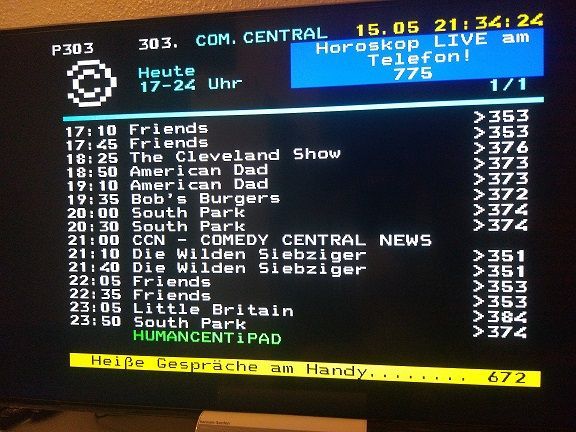 P303 303. COM.CENTRAL 15.05 21:34:24
Horoskop LIVE am
Telefon!
775
Heute
17-24 Uhr
1/1
17:10 Friends >353
17:45 Friends >353
18:25 The Cleveland Show >376
18:50 American Dad >373
19:10 American Dad >373
19:35 Bob's Burgers >372
20:00 South Park >374
20:30 South Park >374
21:00 CCN - COMEDY CENTRAL NEWS
21:10 Die Wilden Siebziger >351
21:40 Die Wilden Siebziger >351
22:05 Friends >353
22:35 Friends >353
23:05 Little Britain >384
23:50 South Park >374
HUMANCENTiPAD
Heiße Gespräche am Handy........ 672
harman/kardon